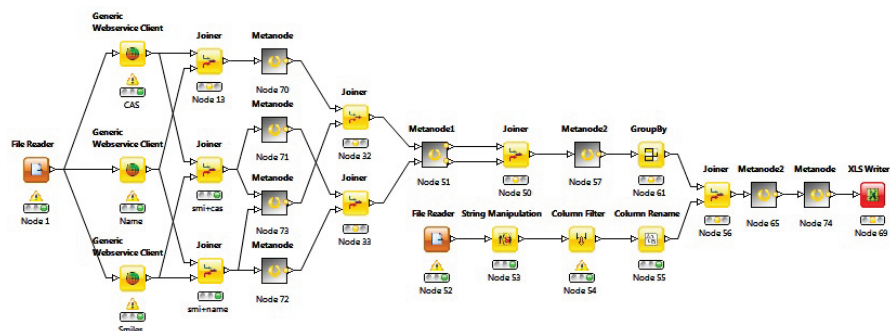 Generic
Webservice Client
CAS
Joiner
Node 13
Metanode
Node 70
Joiner
Node 32
Metanode
Node 71
File Reader
Node 1
Generic
Webservice Client
Name
Joiner
smi+cas
Metanode
Node 73
Metanode1
Node 51
Joiner
Node 50
Metanode2
Node 57
GroupBy
Node 61
Joiner
Node 33
Joiner
Node 56
Metanode2
Node 65
Metanode
Node 74
XLS Writer
Node 69
File Reader
Node 52
String Manipulation
Node 53
Column Filter
Node 54
Column Rename
Node 55
Generic
Webservice Client
Smiles
Joiner
smi+name
Metanode
Node 72